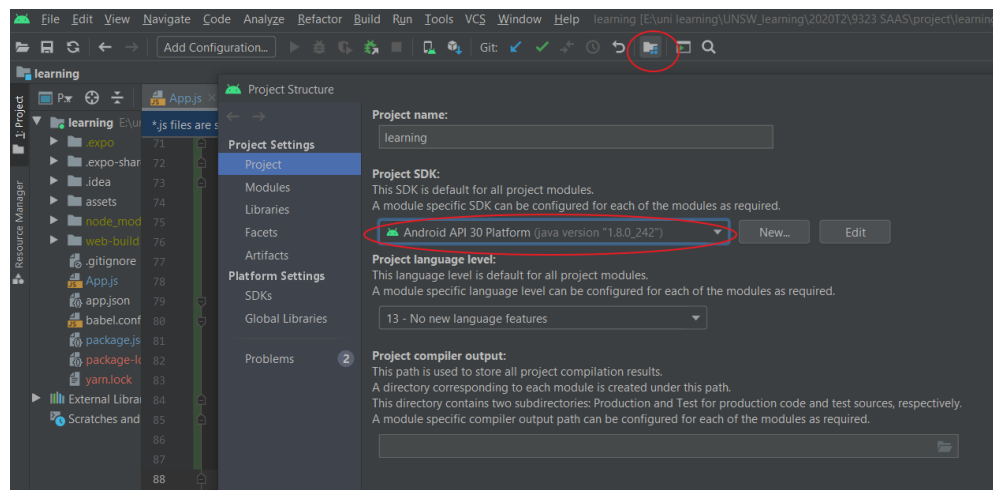 File Edit View Navigate Code Analyze Refactor Build Run Tools VCS Window Help learning [E:\uni learning\UNSW_learning\2020T2\9323 SAAS\project\learnin
Add Configuration... Git:
learning
Project Structure
1: Project
Resource Manager
P..
App.js
learning E:\u
*.js files are s
.expo
.expo-shar
.idea
assets
node_mod
web-build
.gitignore
App.js
app.json
babel.conf
package.js
package-lo
yarn.lock
External Librar
Scratches and
71
72
73
74
75
76
77
78
79
80
81
82
83
84
85
86
87
88
Project Settings
Project
Modules
Libraries
Facets
Artifacts
Platform Settings
SDKs
Global Libraries
Problems 2
Project name:
learning
Project SDK:
This SDK is default for all project modules.
A module specific SDK can be configured for each of the modules as required.
Android API 30 Platform (java version "1.8.0_242") New... Edit
Project language level:
This language level is default for all project modules.
A module specific language level can be configured for each of the modules as required.
13 - No new language features
Project compiler output:
This path is used to store all project compilation results.
A directory corresponding to each module is created under this path.
This directory contains two subdirectories: Production and Test for production code and test sources, respectively.
A module specific compiler output path can be configured for each of the modules as required.